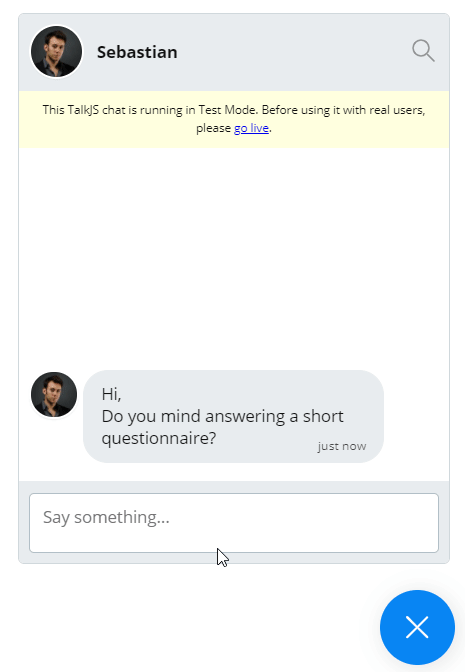 Sebastian
This TalkJS chat is running in Test Mode. Before using it with real users,
please go live.
Hi,
Do you mind answering a short
questionnaire?
just now
Say something...